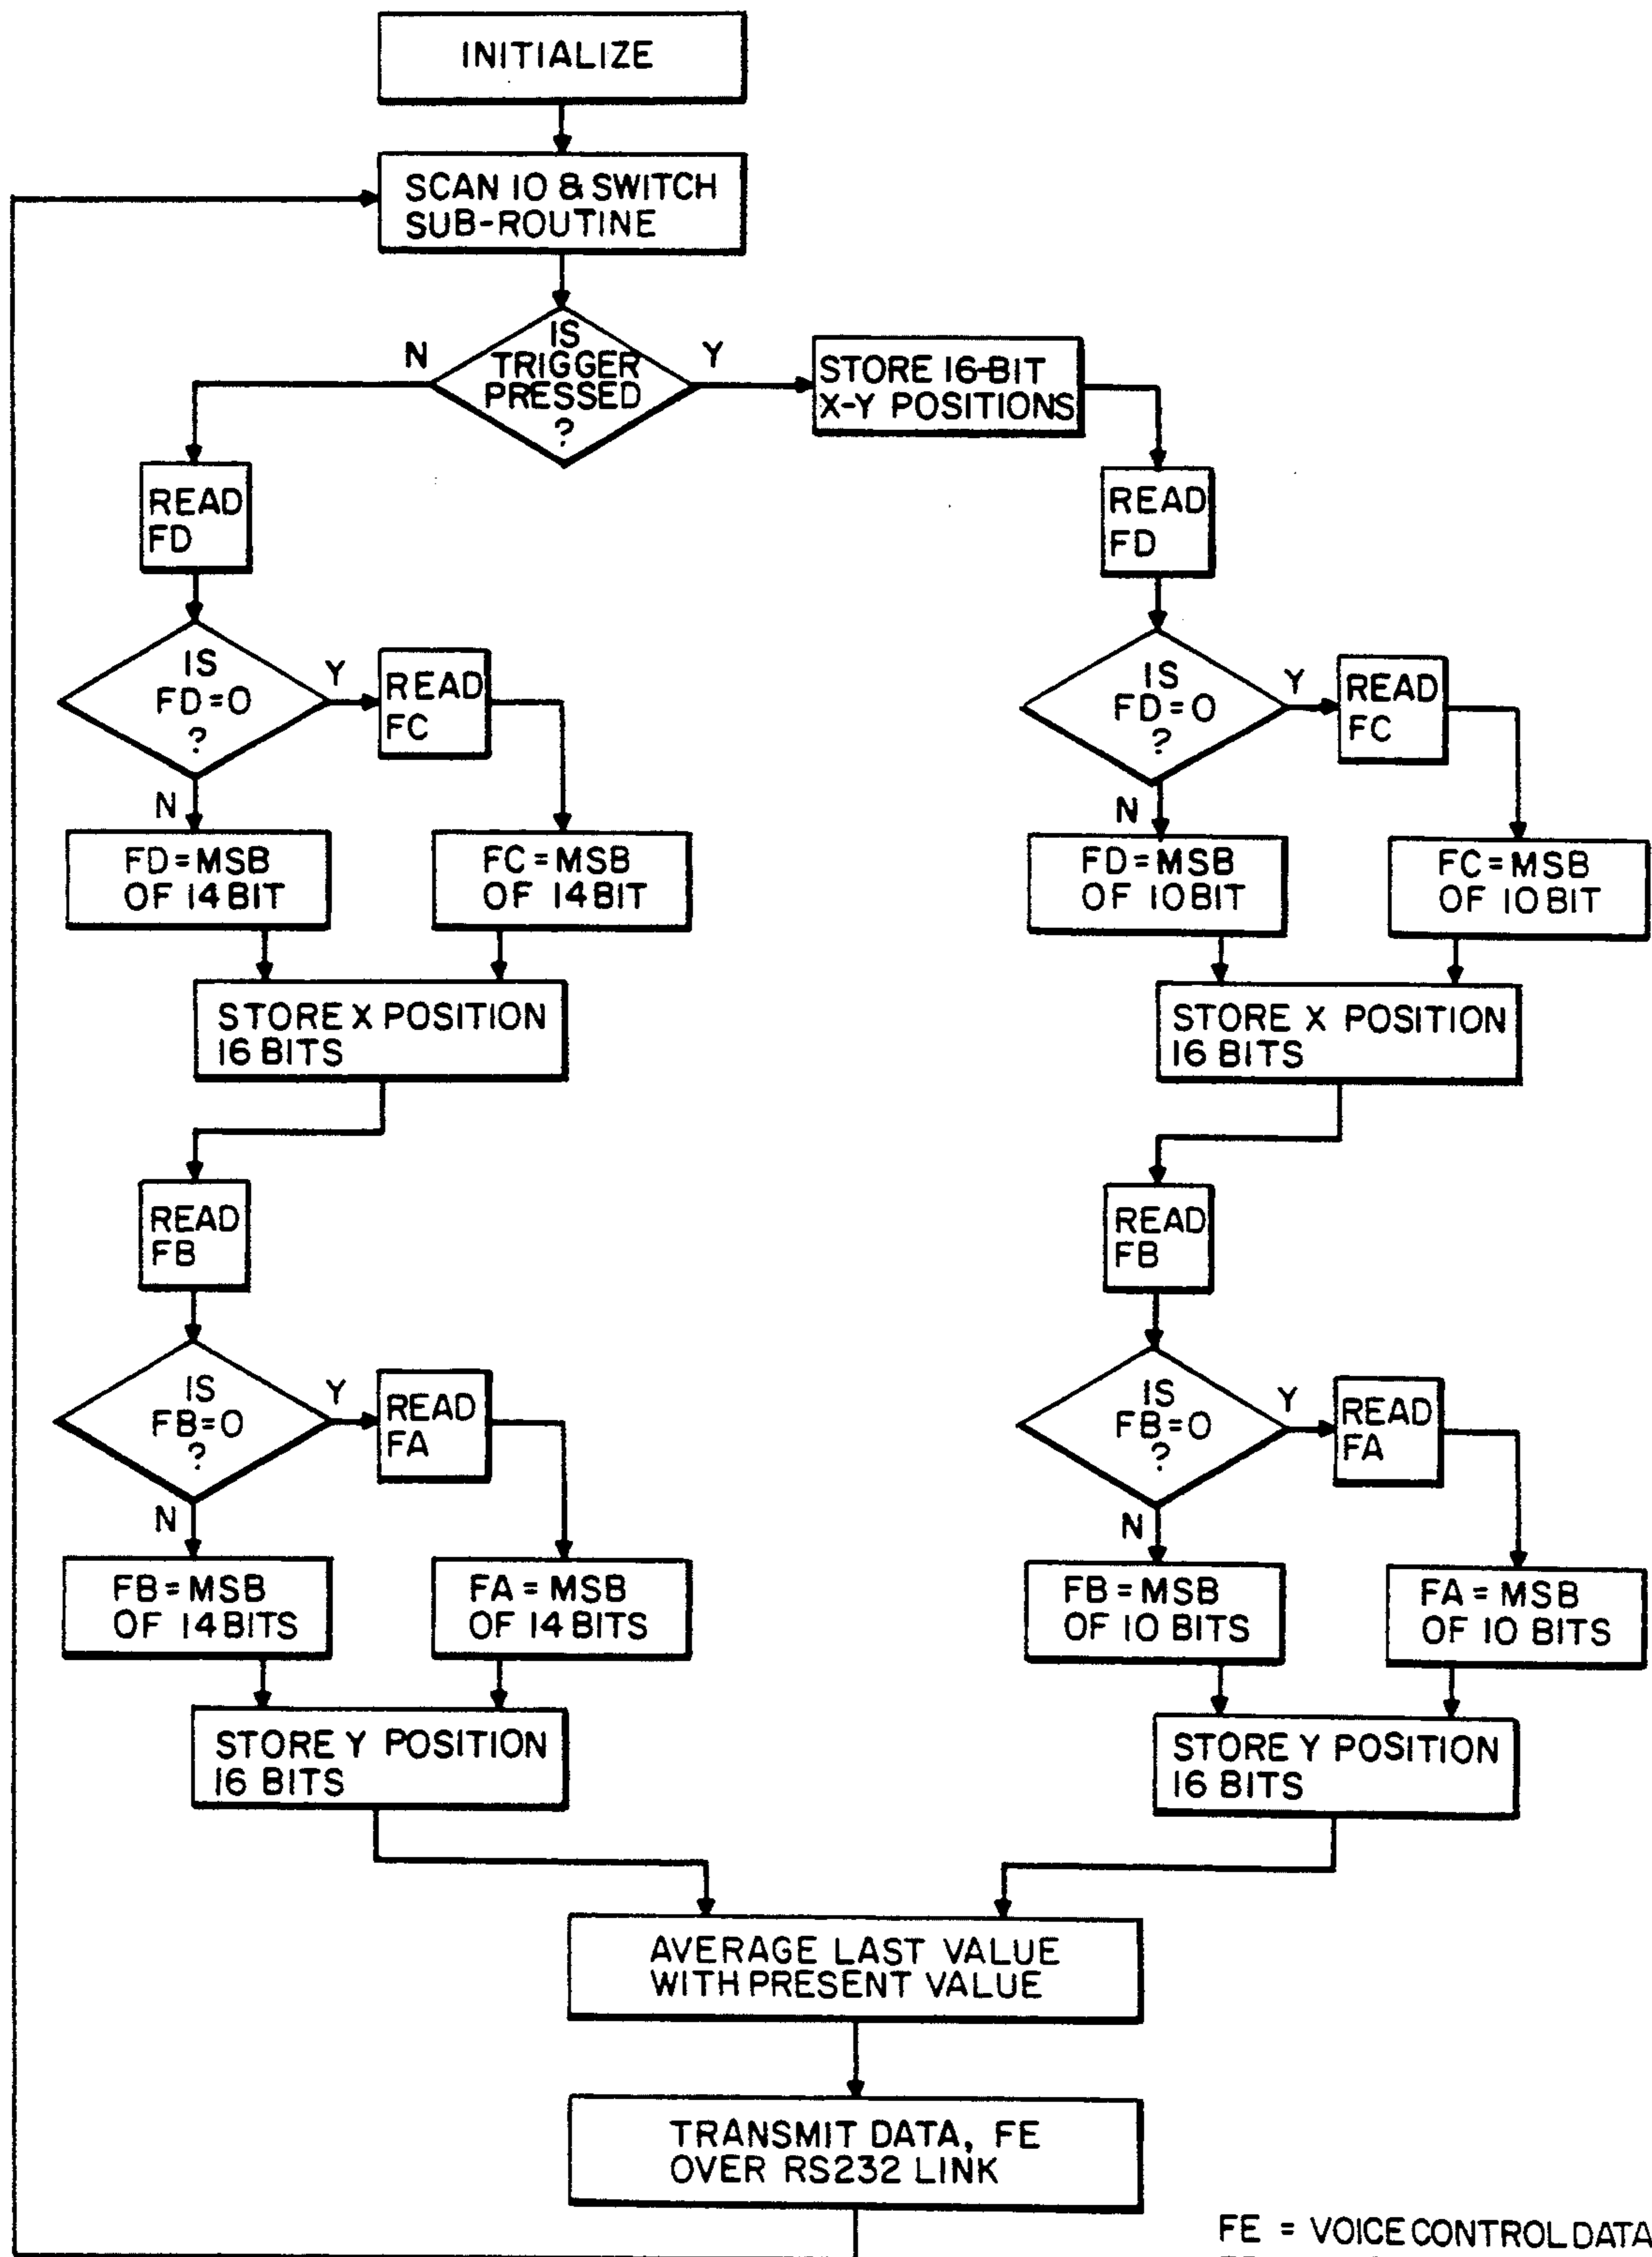 INITIALIZE
SCAN IO & SWITCH
SUB-ROUTINE
IS
TRIGGER
PRESSED
?
N
Y
STORE 16-BIT
X-Y POSITIONS
READ
FD
READ
FD
IS
FD=0
?
Y
N
READ
FC
IS
FD=0
?
Y
N
READ
FC
FD=MSB
OF 14 BIT
FC=MSB
OF 14 BIT
FD=MSB
OF 10 BIT
FC=MSB
OF 10 BIT
STORE X POSITION
16 BITS
STORE X POSITION
16 BITS
READ
FB
READ
FB
IS
FB=0
?
Y
N
READ
FA
IS
FB=0
?
Y
N
READ
FA
FB=MSB
OF 14 BITS
FA=MSB
OF 14 BITS
FB=MSB
OF 10 BITS
FA=MSB
OF 10 BITS
STORE Y POSITION
16 BITS
STORE Y POSITION
16 BITS
AVERAGE LAST VALUE
WITH PRESENT VALUE
TRANSMIT DATA, FE
OVER RS232 LINK
FE = VOICE CONTROL DATA